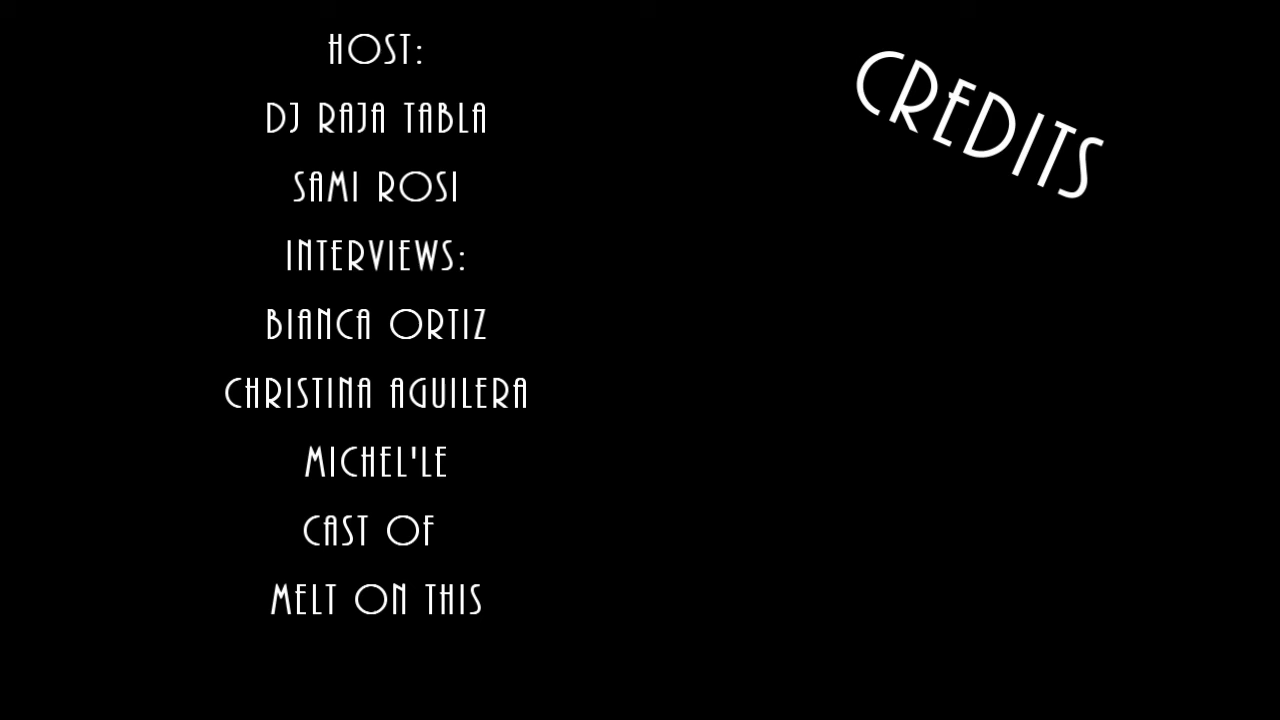 HOST:
DJ RAJA TABLA
SAMI ROSI
INTERVIEWS:
BIANCA ORTIZ
CHRISTINA AGUILERA
MICHEL'LE
CAST OF
MELT ON THIS
CREDITS